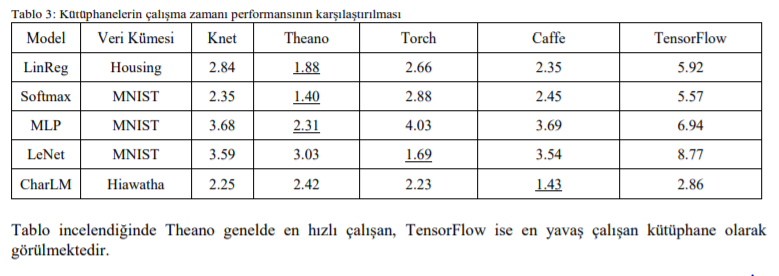 Tablo 3: Kütüphanelerin çalışma zamanı performansının karşılaştırılması
Model Veri Kümesi Knet Theano Torch Caffe TensorFlow
LinReg Housing 2.84 1.88 2.66 2.35 5.92
Softmax MNIST 2.35 1.40 2.88 2.45 5.57
MLP MNIST 3.68 2.31 4.03 3.69 6.94
LeNet MNIST 3.59 3.03 1.69 3.54 8.77
CharLM Hiawatha 2.25 2.42 2.23 1.43 2.86
Tablo incelendiğinde Theano genelde en hızlı çalışan, TensorFlow ise en yavaş çalışan kütüphane olarak
görülmektedir.